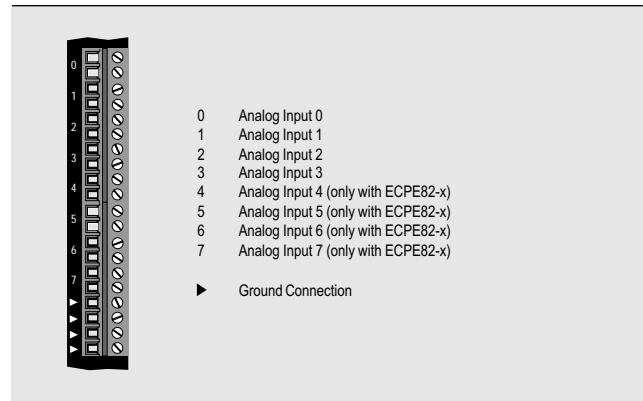 0
1
2
3
4
5
6
7
►
►
►
►
0 Analog Input 0
1 Analog Input 1
2 Analog Input 2
3 Analog Input 3
4 Analog Input 4 (only with ECPE82-x)
5 Analog Input 5 (only with ECPE82-x)
6 Analog Input 6 (only with ECPE82-x)
7 Analog Input 7 (only with ECPE82-x)
► Ground Connection